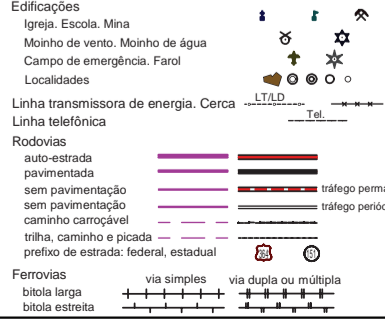 Edificações
Igreja. Escola. Mina
Moinho de vento. Moinho de água
Campo de emergência. Farol
Localidades
Linha transmissora de energia. Cerca LT/LD
Linha telefônica Tel.
Rodovias
auto-estrada
pavimentada
sem pavimentação tráfego
sem pavimentação tráfego
caminho carroçável
trilha, caminho e picada
prefixo de estrada: federal, estadual 364 151
Ferrovias via simples via dupla ou múltipla
bitola larga
bitola estreita